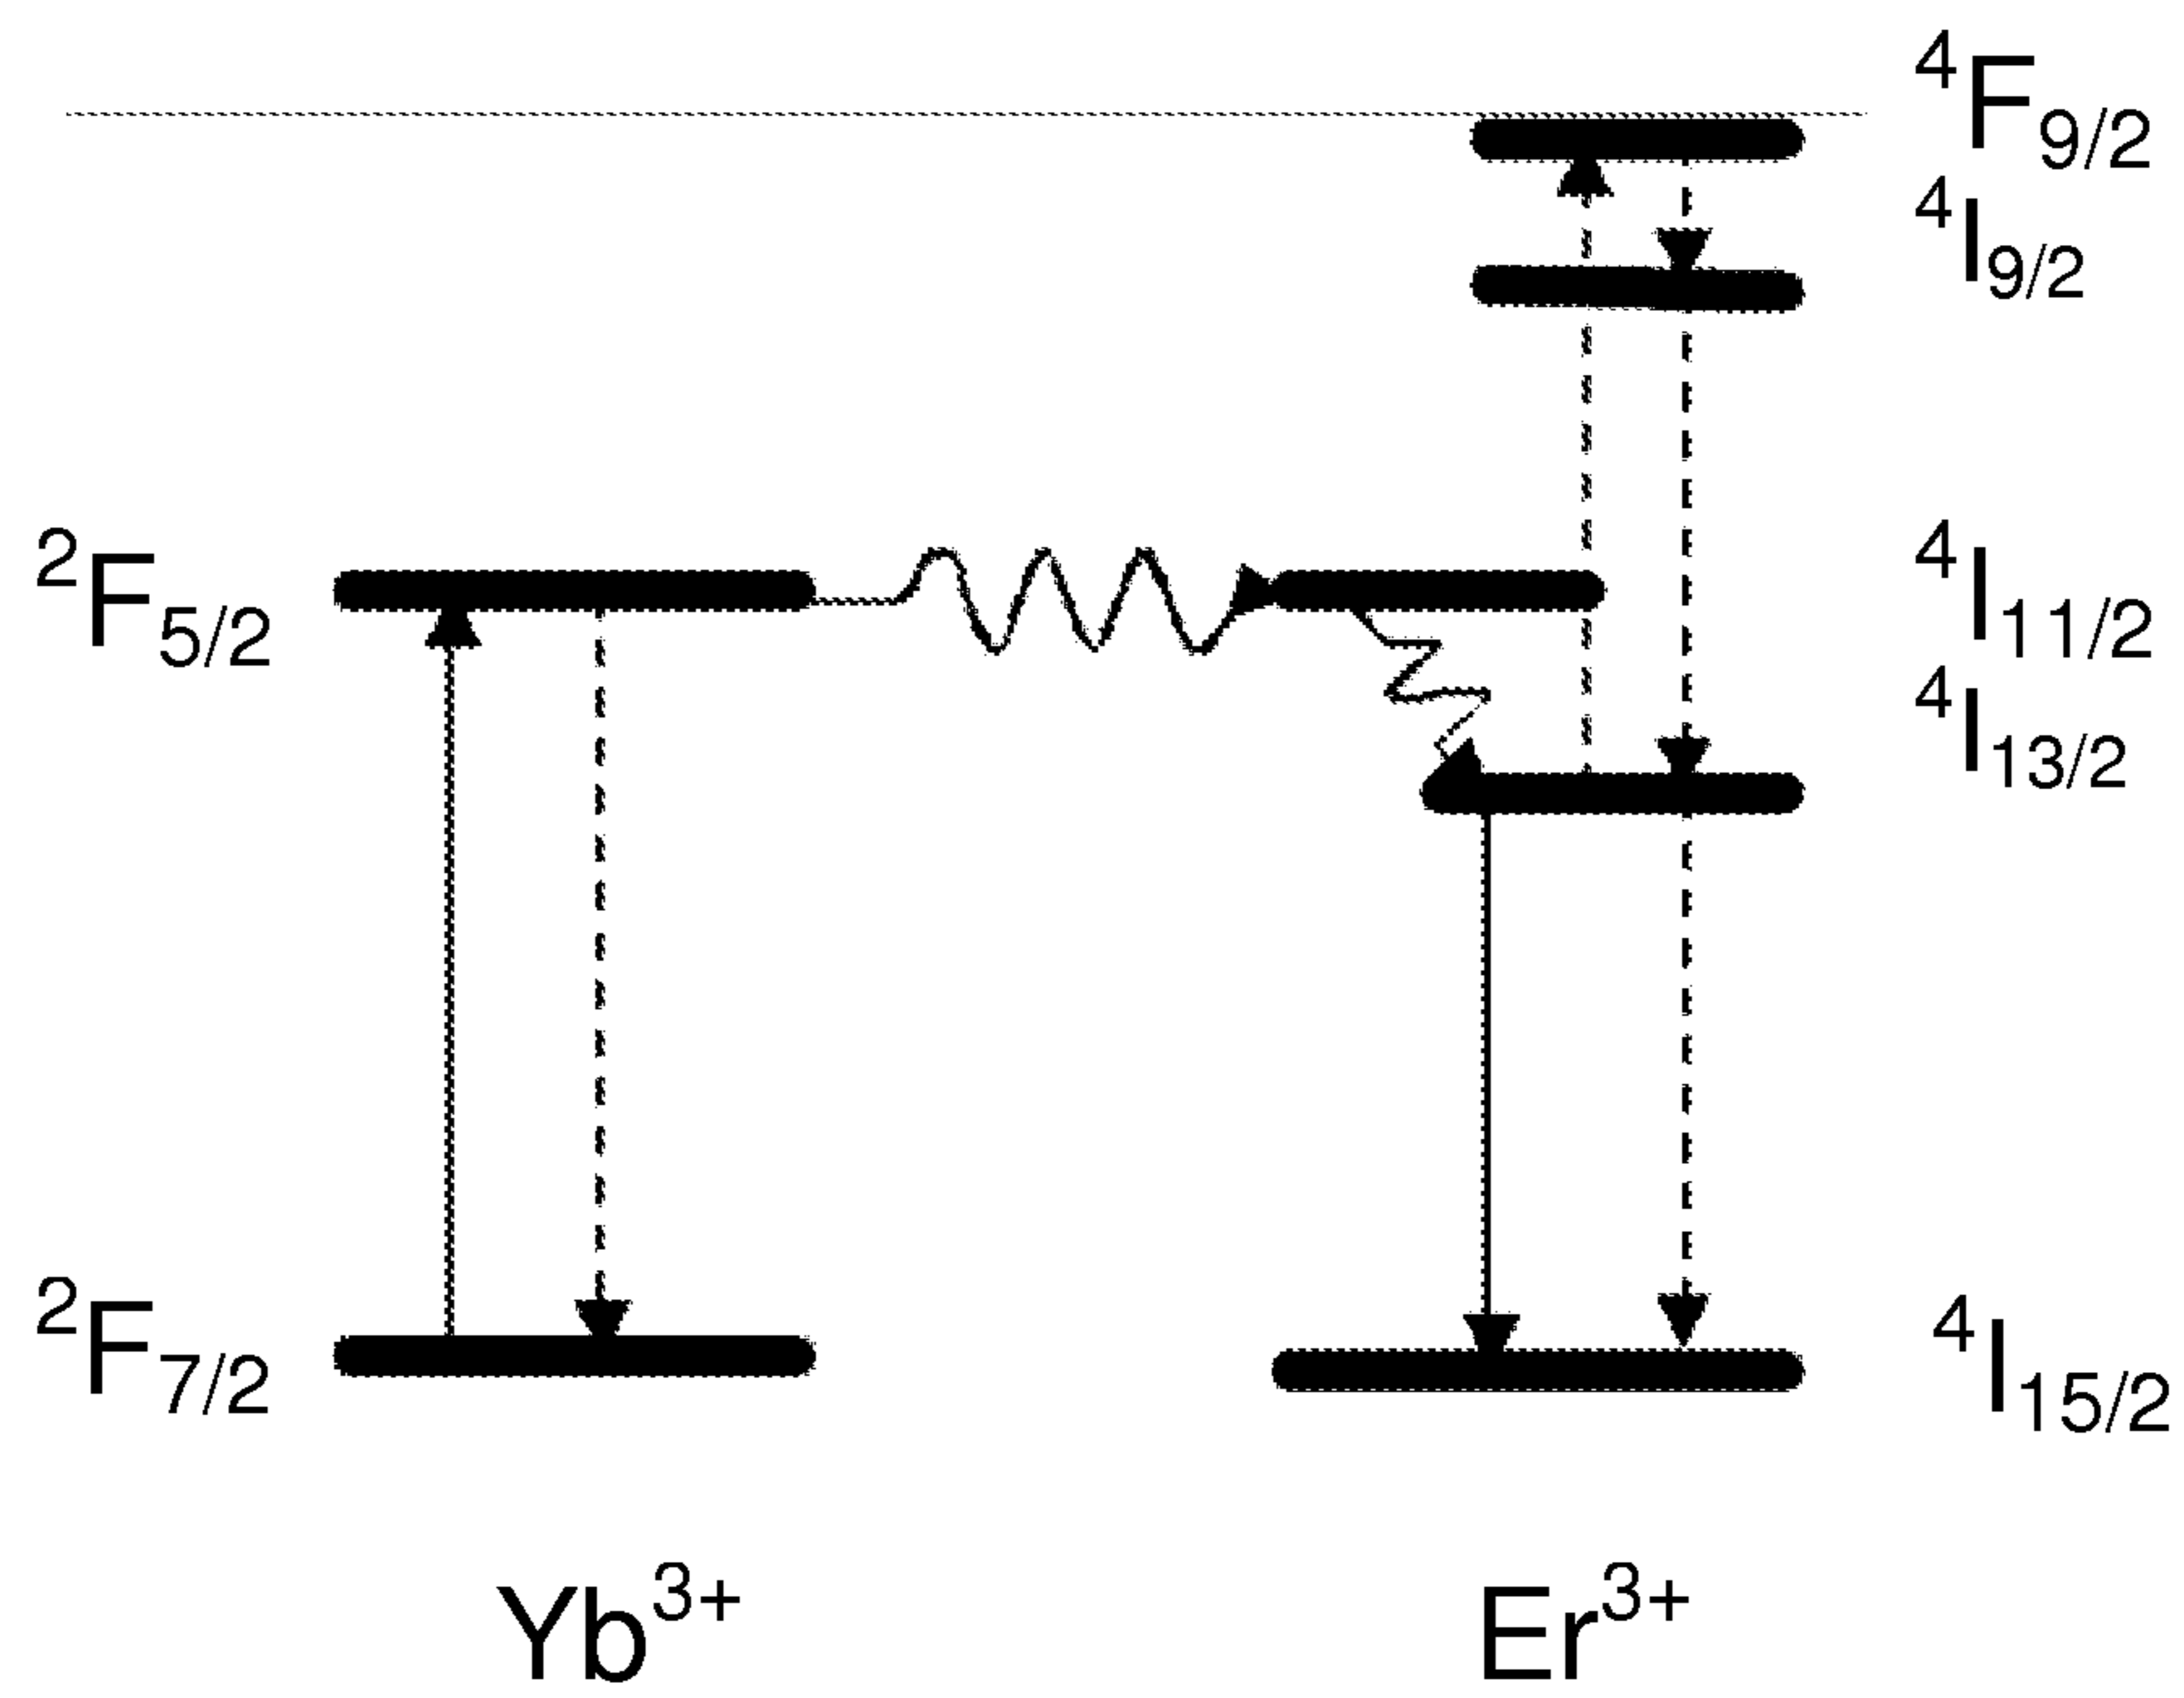 ⁴F₉/₂
⁴I₉/₂
²F₅/₂
⁴I₁₁/₂
⁴I₁₃/₂
²F₇/₂
⁴I₁₅/₂
Yb³⁺
Er³⁺